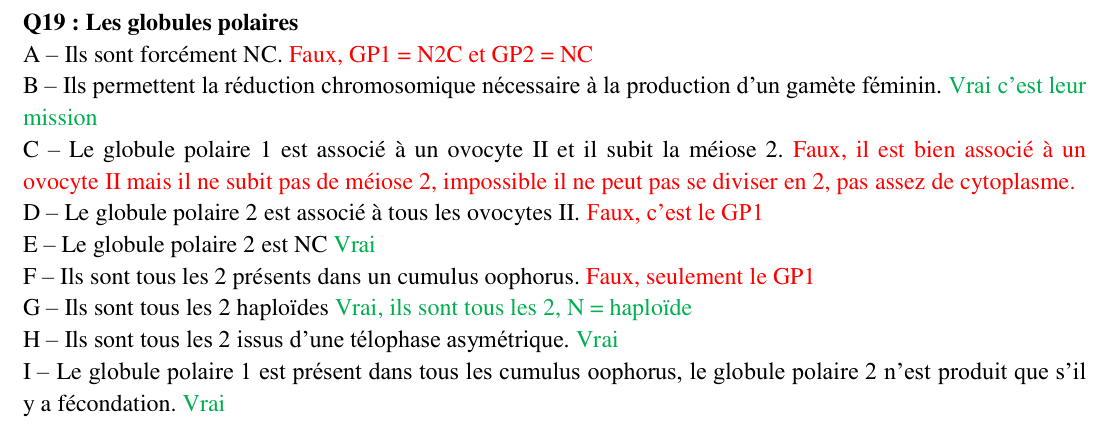 Q19 : Les globules polaires
A – Ils sont forcément NC. Faux, GP1 = N2C et GP2 = NC
B – Ils permettent la réduction chromosomique nécessaire à la production d’un gamète féminin. Vrai c’est leur
mission
C – Le globule polaire 1 est associé à un ovocyte II et il subit la méiose 2. Faux, il est bien associé à un
ovocyte II mais il ne subit pas de méiose 2, impossible il ne peut pas se diviser en 2, pas assez de cytoplasme.
D – Le globule polaire 2 est associé à tous les ovocytes II. Faux, c’est le GP1
E – Le globule polaire 2 est NC Vrai
F – Ils sont tous les 2 présents dans un cumulus oophorus. Faux, seulement le GP1
G – Ils sont tous les 2 haploïdes Vrai, ils sont tous les 2, N = haploïde
H – Ils sont tous les 2 issus d’une télophase asymétrique. Vrai
I – Le globule polaire 1 est présent dans tous les cumulus oophorus, le globule polaire 2 n’est produit que s’il
y a fécondation. Vrai